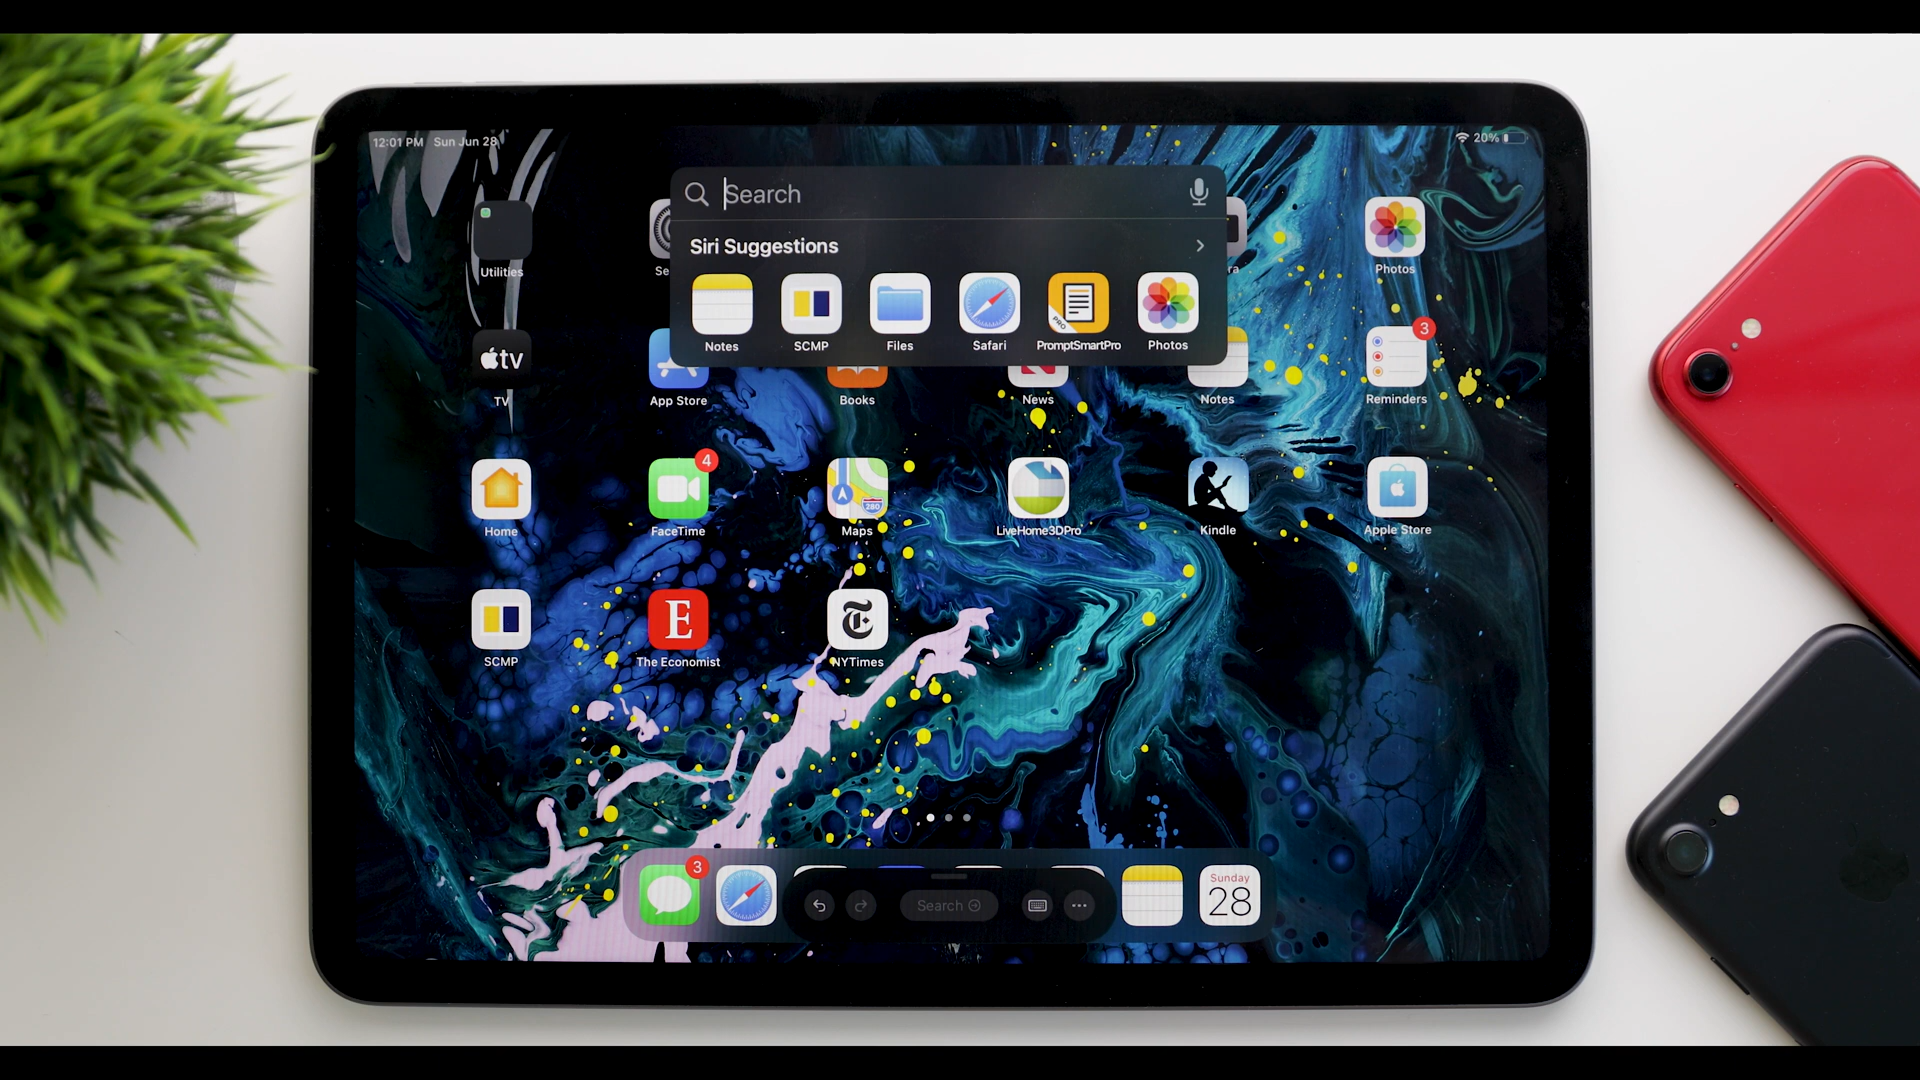 12:01 PM Sun Jun 28
20%
Search
Siri Suggestions
Notes SCMP Files Safari PromptSmartPro Photos
PRO
Utilities
Photos
tv
TV App Store Books News Notes Reminders
3
4
280
Home FaceTime Maps LiveHome3DPro Kindle Apple Store
E
SCMP The Economist NYTimes
3
Search
Sunday
28